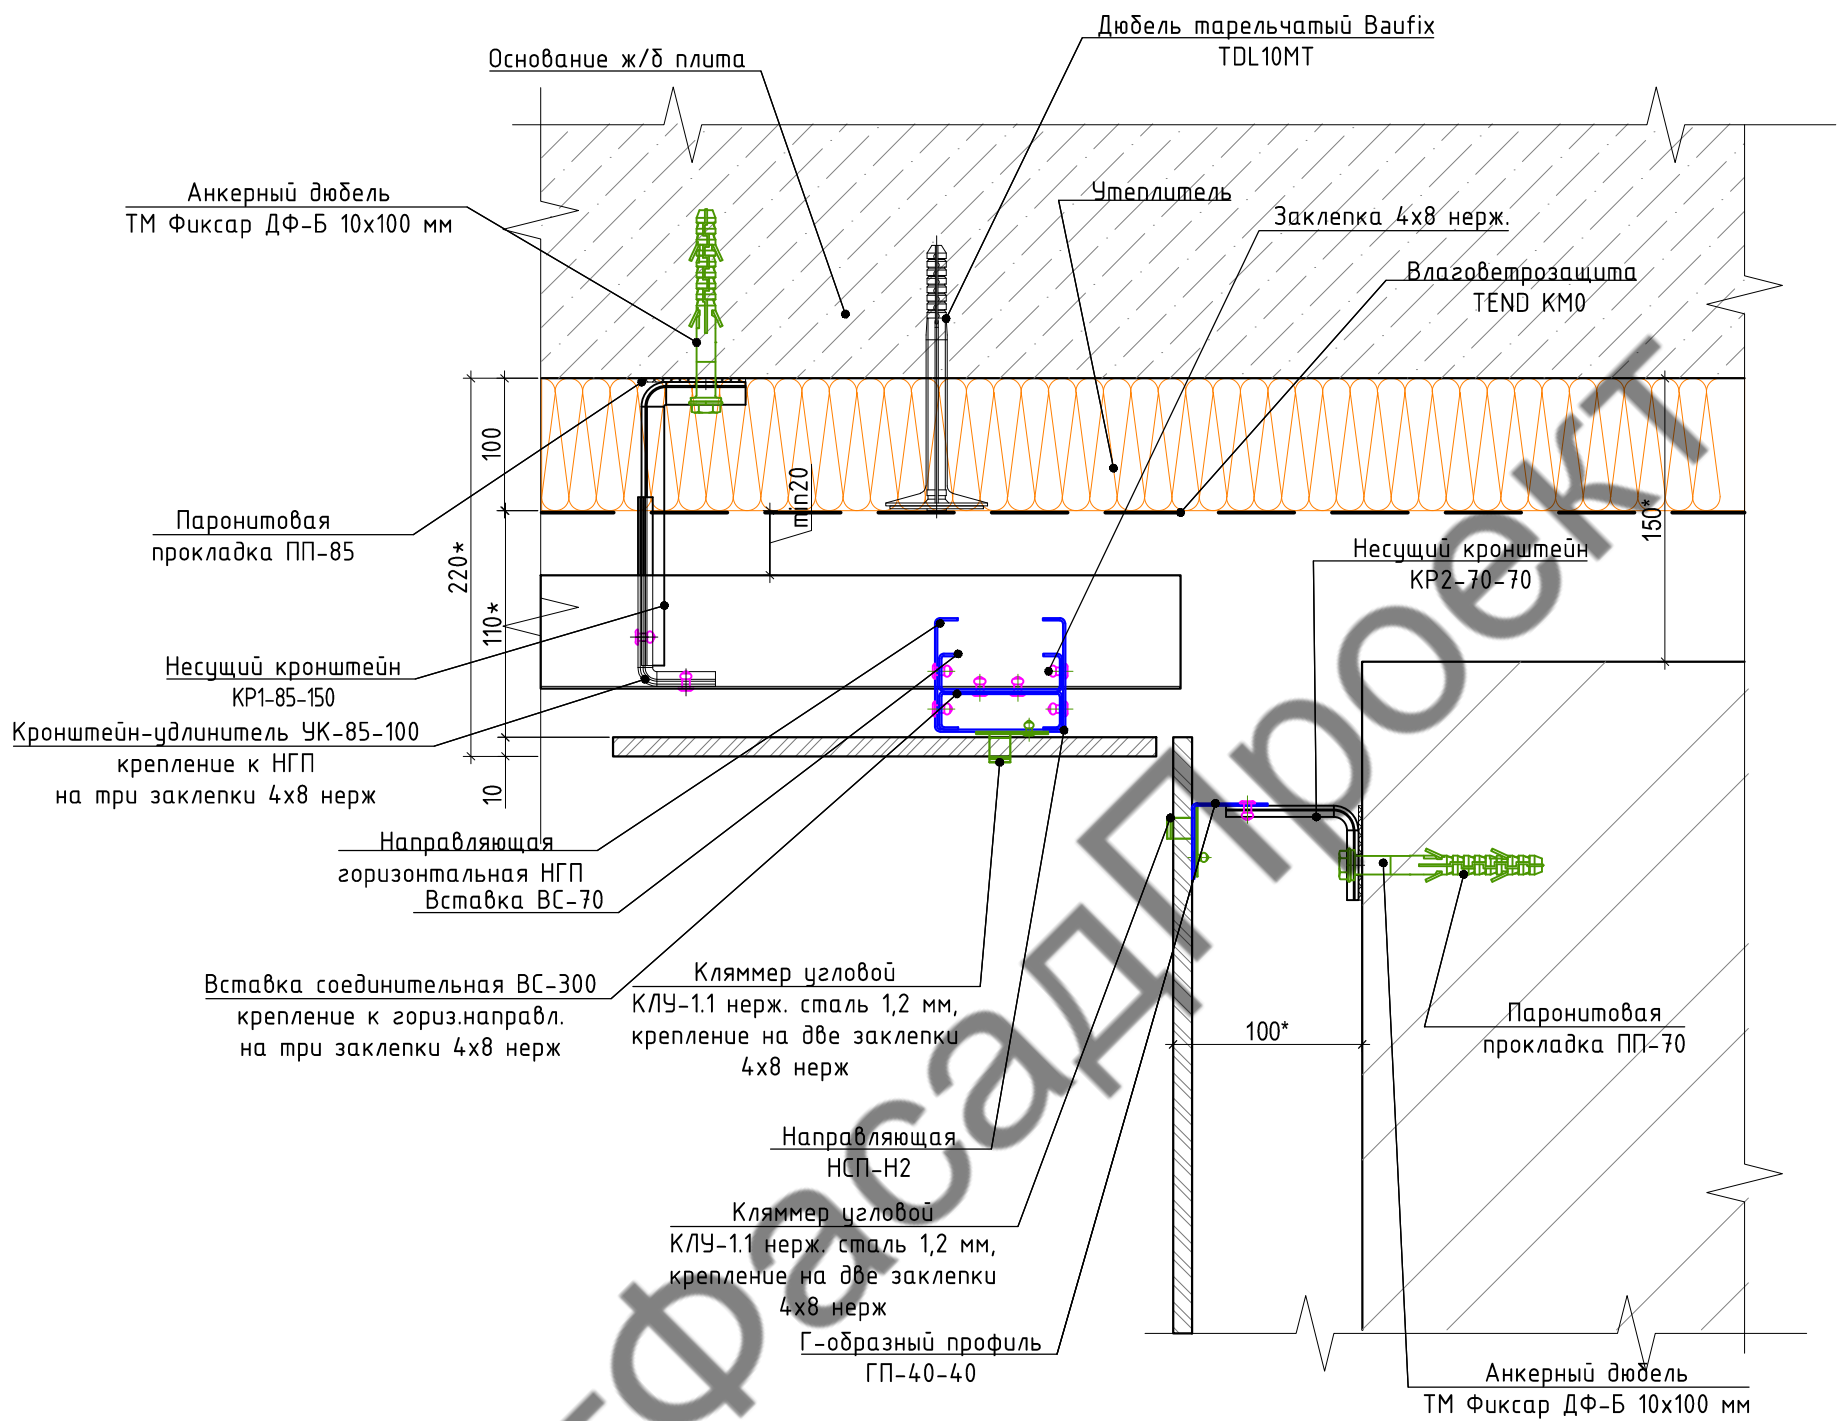 Дюбель тарельчатый Baufix
TDL10МТ
Основание ж/б плита
Анкерный дюбель
ТМ Фиксар ДФ-Б 10х100 мм
Утеплитель
Заклепка 4х8 нерж.
Влаговетрозащита
TEND КМ0
100
min20
150*
Паронитовая
прокладка ПП-85
220*
110*
Несущий кронштейн
КР2-70-70
Несущий кронштейн
КР1-85-150
Кронштейн-удлинитель УК-85-100
крепление к НГП
на три заклепки 4х8 нерж
10
Направляющая
горизонтальная НГП
Вставка ВС-70
Вставка соединительная ВС-300
крепление к гориз.направл.
на три заклепки 4х8 нерж
Кляммер угловой
КЛУ-1.1 нерж. сталь 1,2 мм,
крепление на две заклепки
4х8 нерж
100*
Паронитовая
прокладка ПП-70
Направляющая
НСП-Н2
Кляммер угловой
КЛУ-1.1 нерж. сталь 1,2 мм,
крепление на две заклепки
4х8 нерж
Г-образный профиль
ГП-40-40
Анкерный дюбель
ТМ Фиксар ДФ-Б 10х100 мм
-ФасадПроект